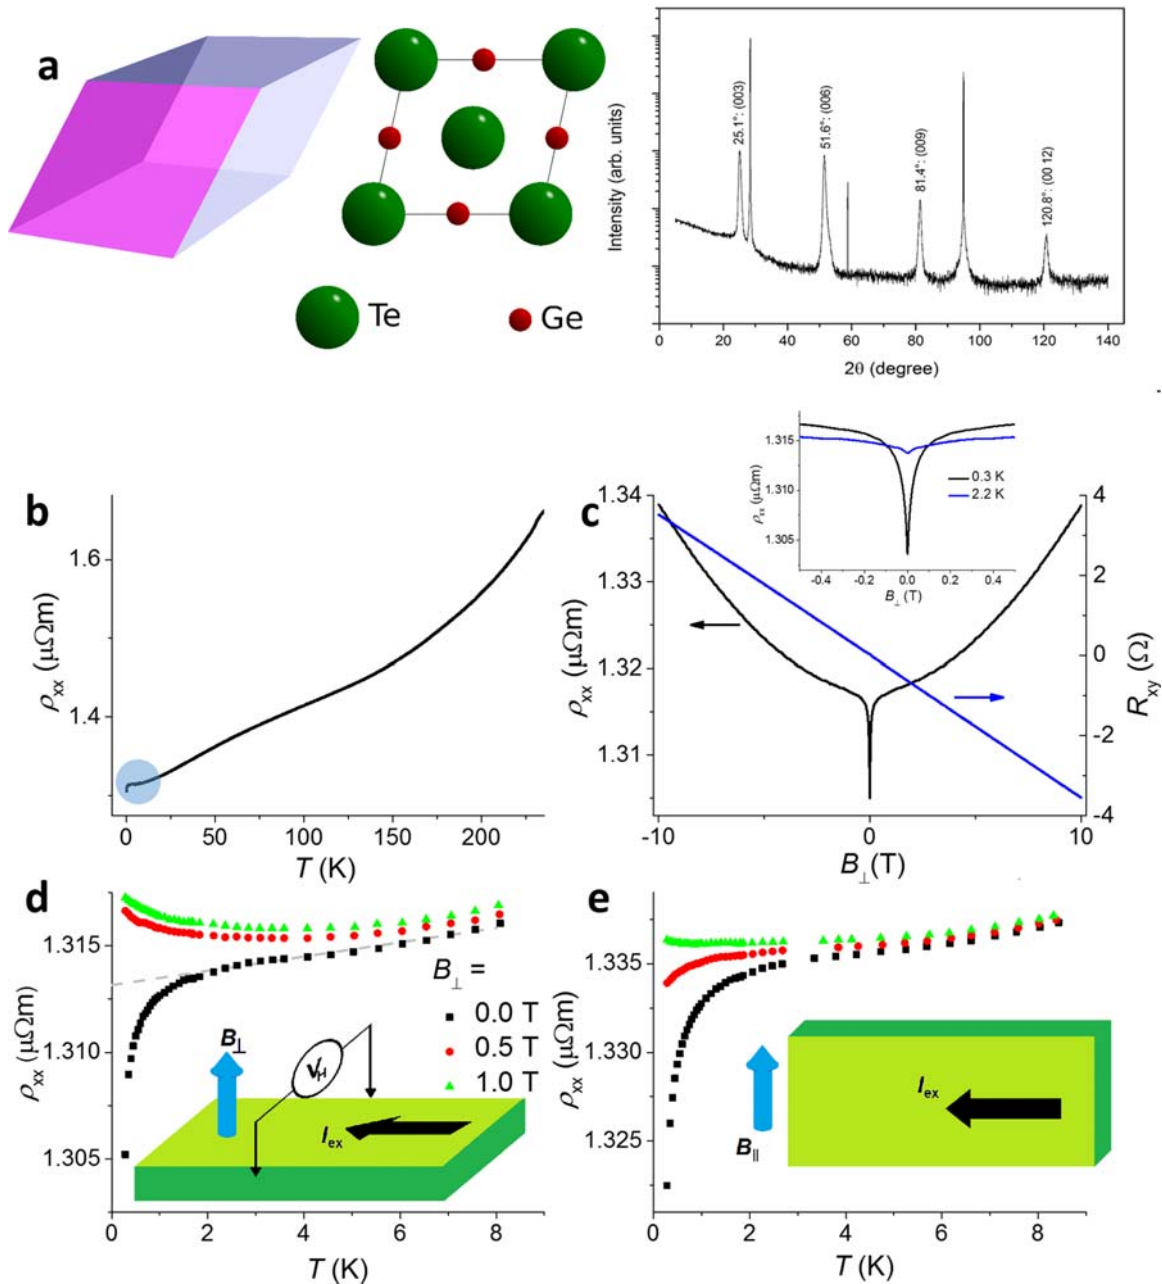 a
Te
Ge
Intensity (arb. units)
25.1°: (003)
51.6°: (006)
81.4°: (009)
120.8°: (00 12)
0 20 40 60 80 100 120 140
2θ (degree)
b
ρxx (μΩm)
1.6
1.4
0 50 100 150 200
T (K)
c
ρxx (μΩm)
1.34
1.33
1.32
1.31
-10 0 10
B⊥(T)
4
2
0
-2
-4
Rxy (Ω)
ρxx (μΩm)
1.315
1.310
1.305
0.3 K
2.2 K
-0.4 -0.2 0.0 0.2 0.4
B⊥(T)
d
ρxx (μΩm)
1.315
1.310
1.305
B⊥ =
0.0 T
0.5 T
1.0 T
B⊥
VH
Iex
0 2 4 6 8
T (K)
e
ρxx (μΩm)
1.335
1.330
1.325
B||
Iex
0 2 4 6 8
T (K)